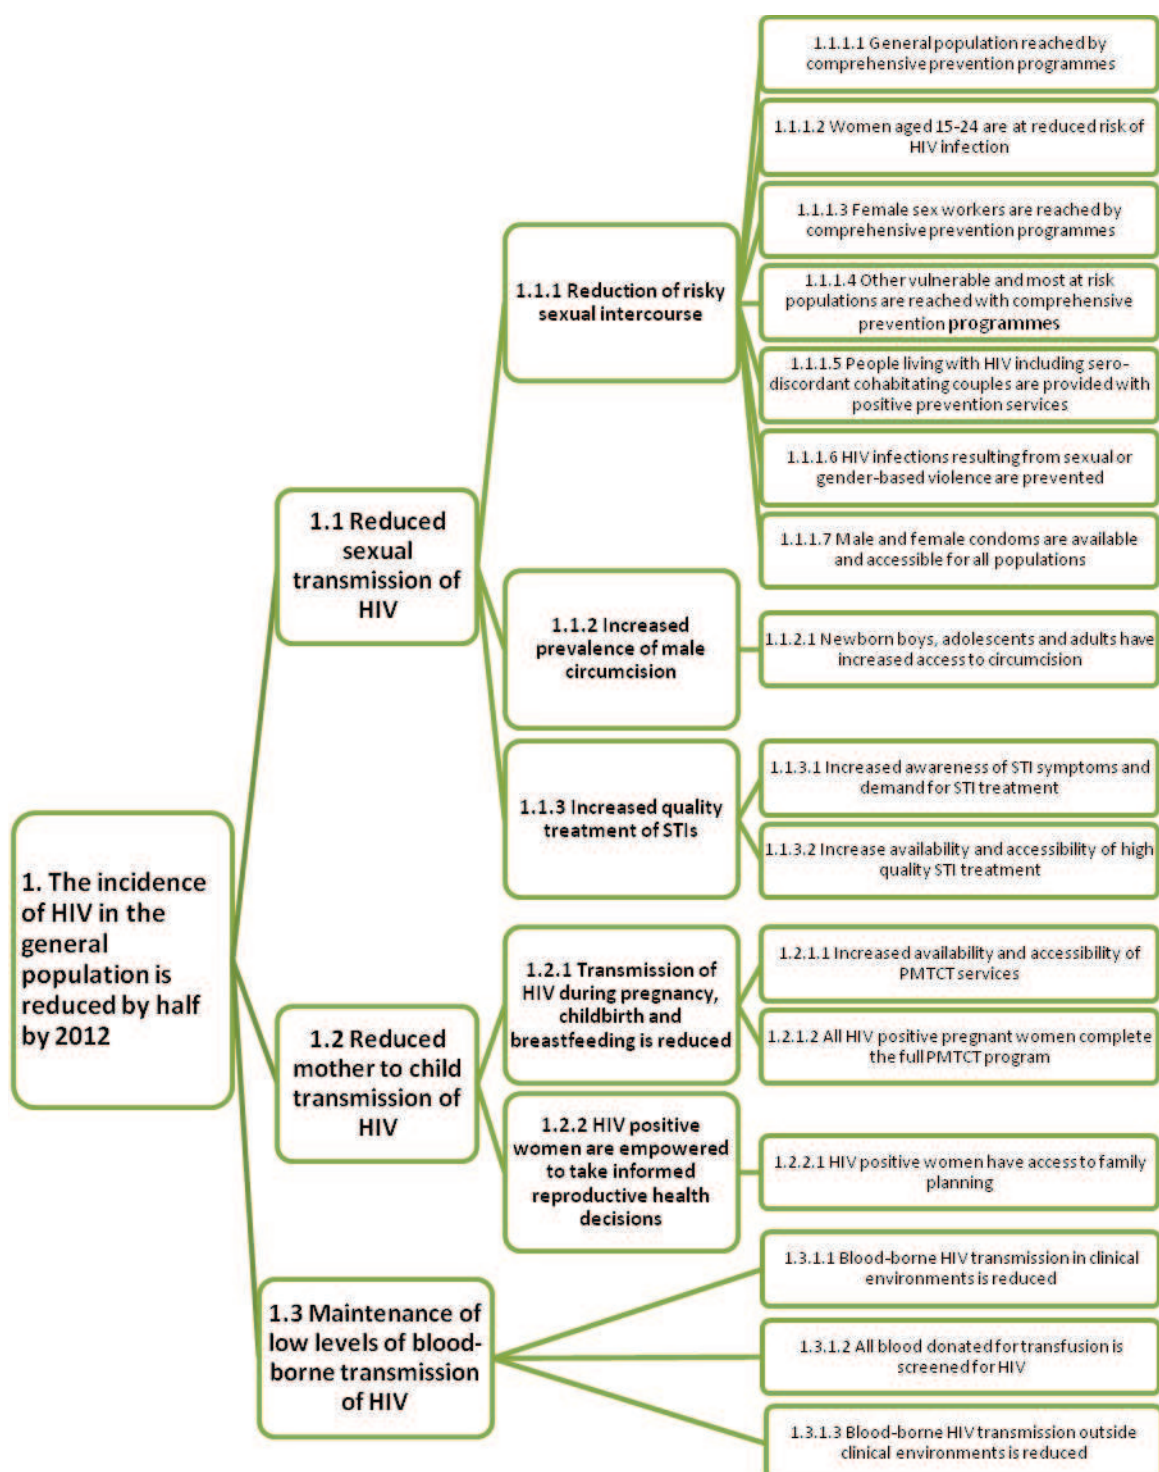 1. The incidence
of HIV in the
general
population is
reduced by half
by 2012
1.1 Reduced
sexual
transmission of
HIV
1.1.1 Reduction of risky
sexual intercourse
1.1.1.1 General population reached by
comprehensive prevention programmes
1.1.1.2 Women aged 15-24 are at reduced risk of
HIV infection
1.1.1.3 Female sex workers are reached by
comprehensive prevention programmes
1.1.1.4 Other vulnerable and most at risk
populations are reached with comprehensive
prevention programmes
1.1.1.5 People living with HIV including sero-
discordant cohabitating couples are provided with
positive prevention services
1.1.1.6 HIV infections resulting from sexual or
gender-based violence are prevented
1.1.1.7 Male and female condoms are available
and accessible for all populations
1.1.2 Increased
prevalence of male
circumcision
1.1.2.1 Newborn boys, adolescents and adults have
increased access to circumcision
1.1.3 Increased quality
treatment of STIs
1.1.3.1 Increased awareness of STI symptoms and
demand for STI treatment
1.1.3.2 Increase availability and accessibility of high
quality STI treatment
1.2 Reduced
mother to child
transmission of
HIV
1.2.1 Transmission of
HIV during pregnancy,
childbirth and
breastfeeding is reduced
1.2.1.1 Increased availability and accessibility of
PMTCT services
1.2.1.2 All HIV positive pregnant women complete
the full PMTCT program
1.2.2 HIV positive
women are empowered
to take informed
reproductive health
decisions
1.2.2.1 HIV positive women have access to family
planning
1.3 Maintenance of
low levels of blood-
borne transmission
of HIV
1.3.1.1 Blood-borne HIV transmission in clinical
environments is reduced
1.3.1.2 All blood donated for transfusion is
screened for HIV
1.3.1.3 Blood-borne HIV transmission outside
clinical environments is reduced